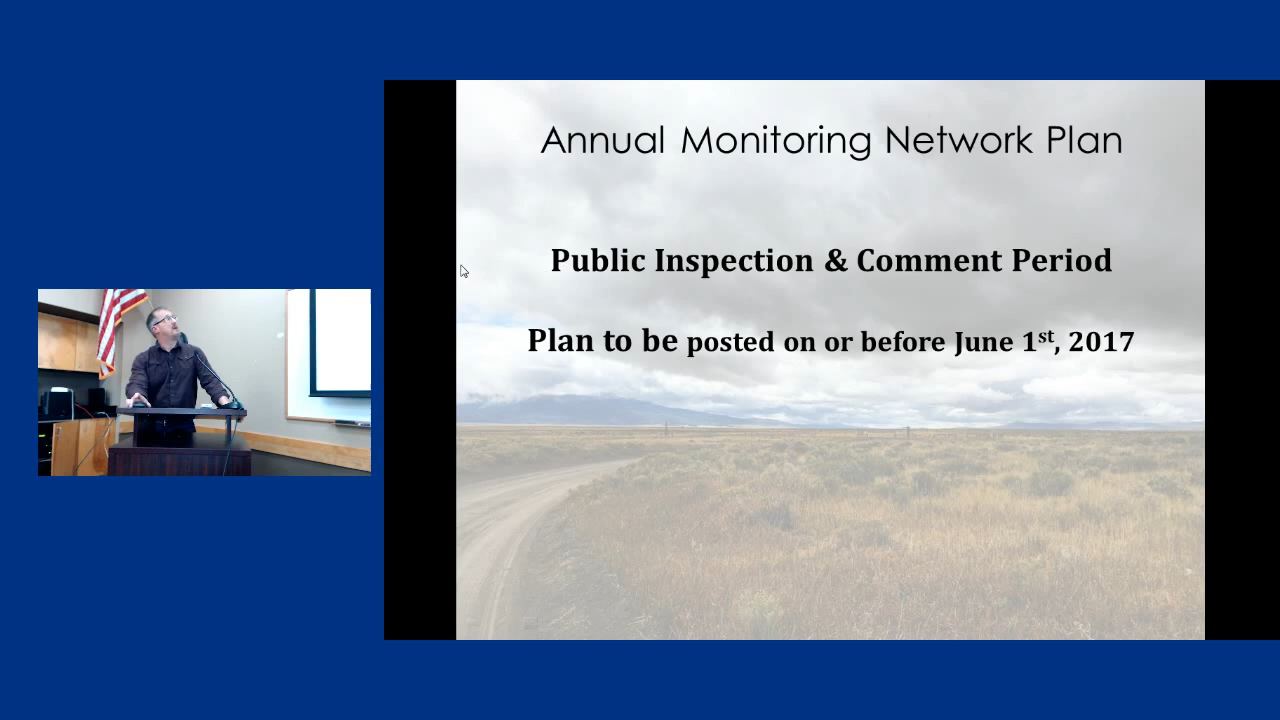 Annual Monitoring Network Plan
Public Inspection & Comment Period
Plan to be posted on or before June 1st, 2017